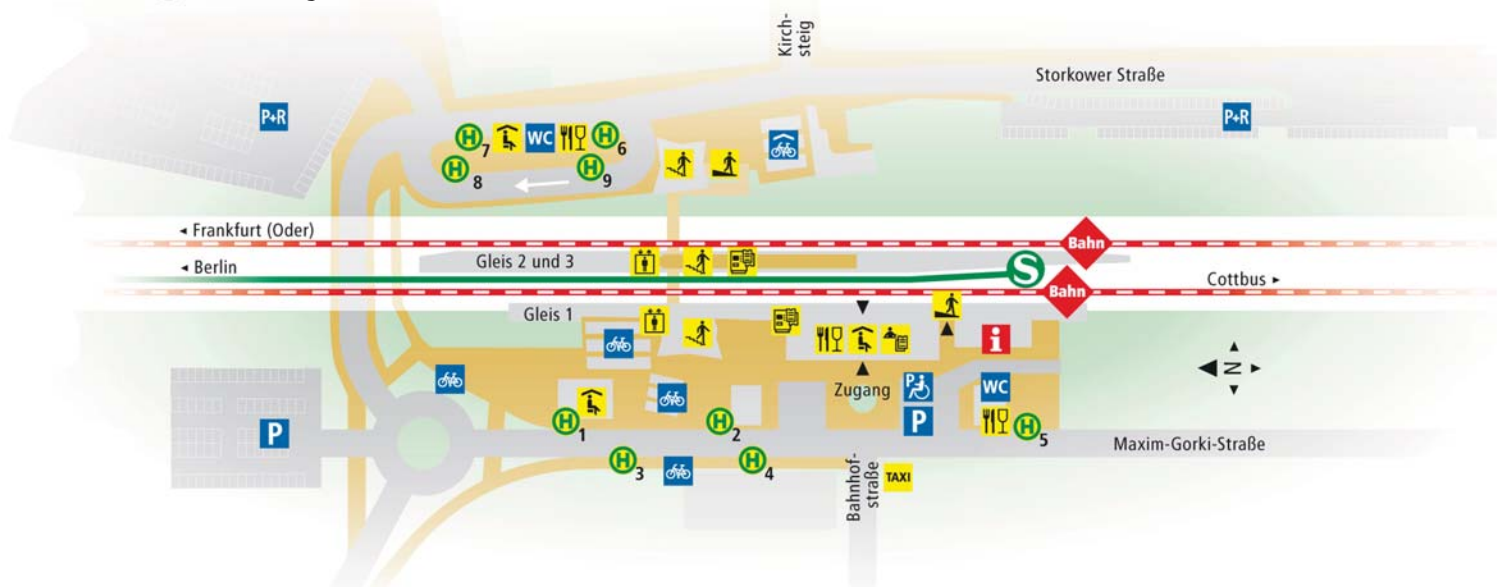 Kirch-
steig
Storkower Straße
P+R
P+R
H 7
WC
H 6
H 8
H 9
◂ Frankfurt (Oder)
Bahn
Gleis 2 und 3
◂ Berlin
S
Bahn
Cottbus ▸
Gleis 1
i
N
Zugang
P
WC
P
P
H 1
H 2
H 5
Maxim-Gorki-Straße
H 3
H 4
Bahnhof-
straße
TAXI